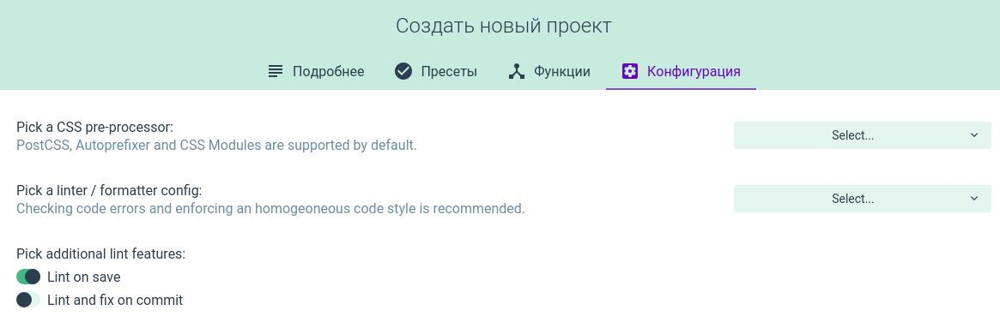 Создать новый проект
Подробнее Пресеты Функции Конфигурация
Pick a CSS pre-processor:
PostCSS, Autoprefixer and CSS Modules are supported by default.
Select...
Pick a linter / formatter config:
Checking code errors and enforcing an homogeoneous code style is recommended.
Select...
Pick additional lint features:
Lint on save
Lint and fix on commit